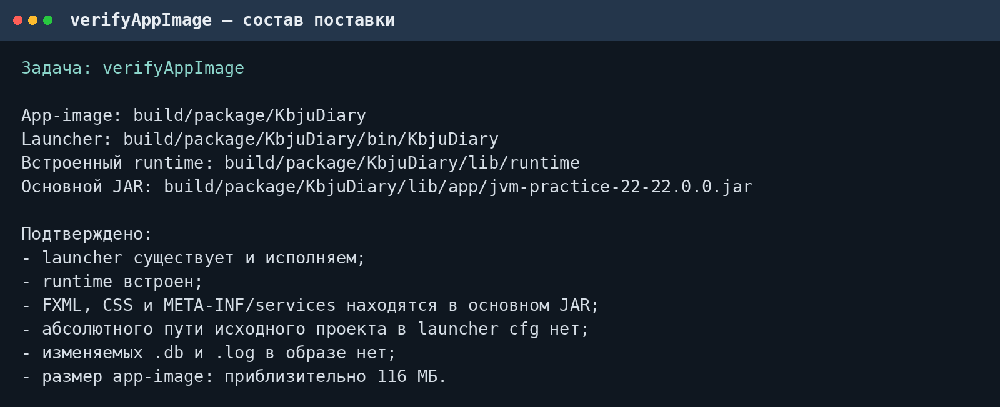 verifyAppImage — состав поставки
Задача: verifyAppImage
App-image: build/package/KbjuDiary
Launcher: build/package/KbjuDiary/bin/KbjuDiary
Встроенный runtime: build/package/KbjuDiary/lib/runtime
Основной JAR: build/package/KbjuDiary/lib/app/jvm-practice-22-22.0.0.jar
Подтверждено:
- launcher существует и исполняем;
- runtime встроен;
- FXML, CSS и META-INF/services находятся в основном JAR;
- абсолютного пути исходного проекта в launcher cfg нет;
- изменяемых .db и .log в образе нет;
- размер app-image: приблизительно 116 МБ.